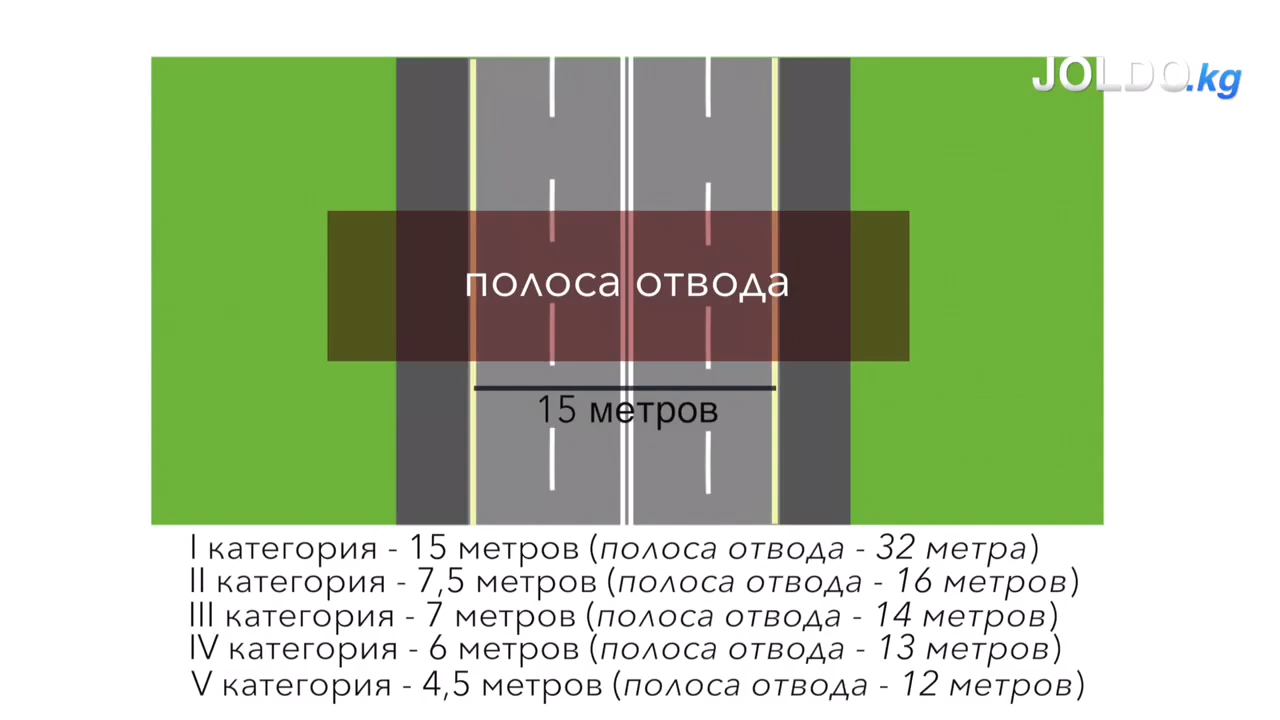 JOLDO.kg
полоса отвода
15 метров
I категория - 15 метров (полоса отвода - 32 метра)
II категория - 7,5 метров (полоса отвода - 16 метров)
III категория - 7 метров (полоса отвода - 14 метров)
IV категория - 6 метров (полоса отвода - 13 метров)
V категория - 4,5 метров (полоса отвода - 12 метров)